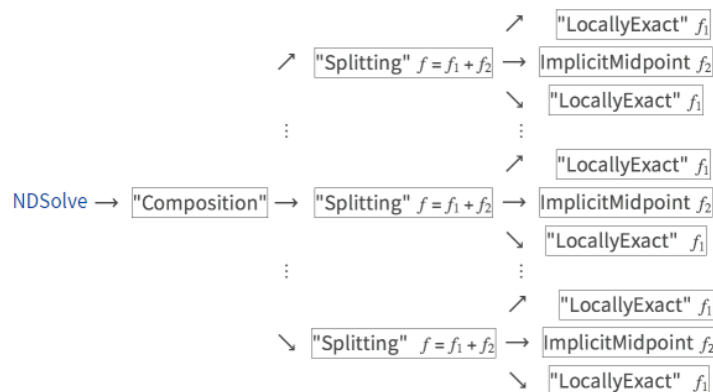 "LocallyExact" f₁
"Splitting" f = f₁ + f₂ → ImplicitMidpoint f₂
"LocallyExact" f₁
"LocallyExact" f₁
NDSolve → "Composition" → "Splitting" f = f₁ + f₂ → ImplicitMidpoint f₂
"LocallyExact" f₁
"LocallyExact" f₁
"Splitting" f = f₁ + f₂ → ImplicitMidpoint f₂
"LocallyExact" f₁